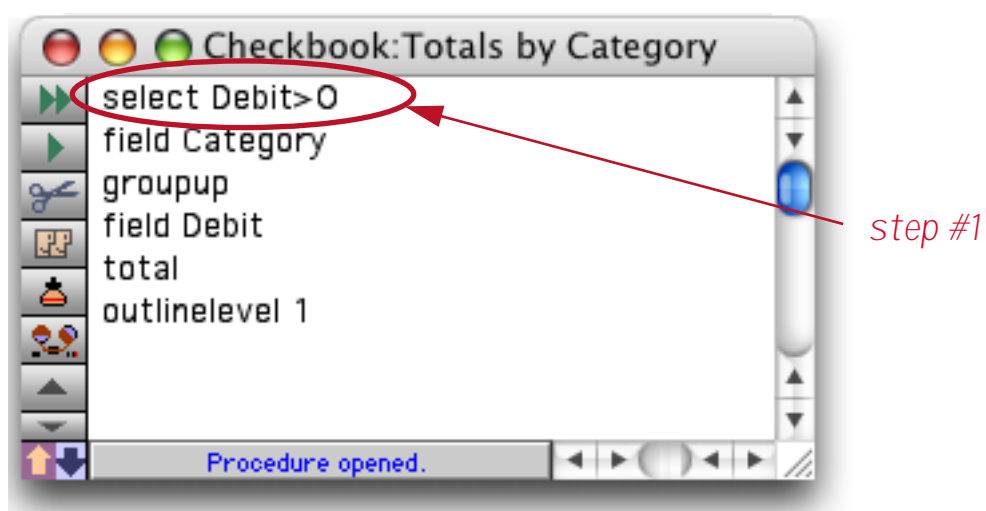 Checkbook:Totals by Category
select Debit>0
field Category
groupup
field Debit
total
outlinelevel 1
step #1
Procedure opened.